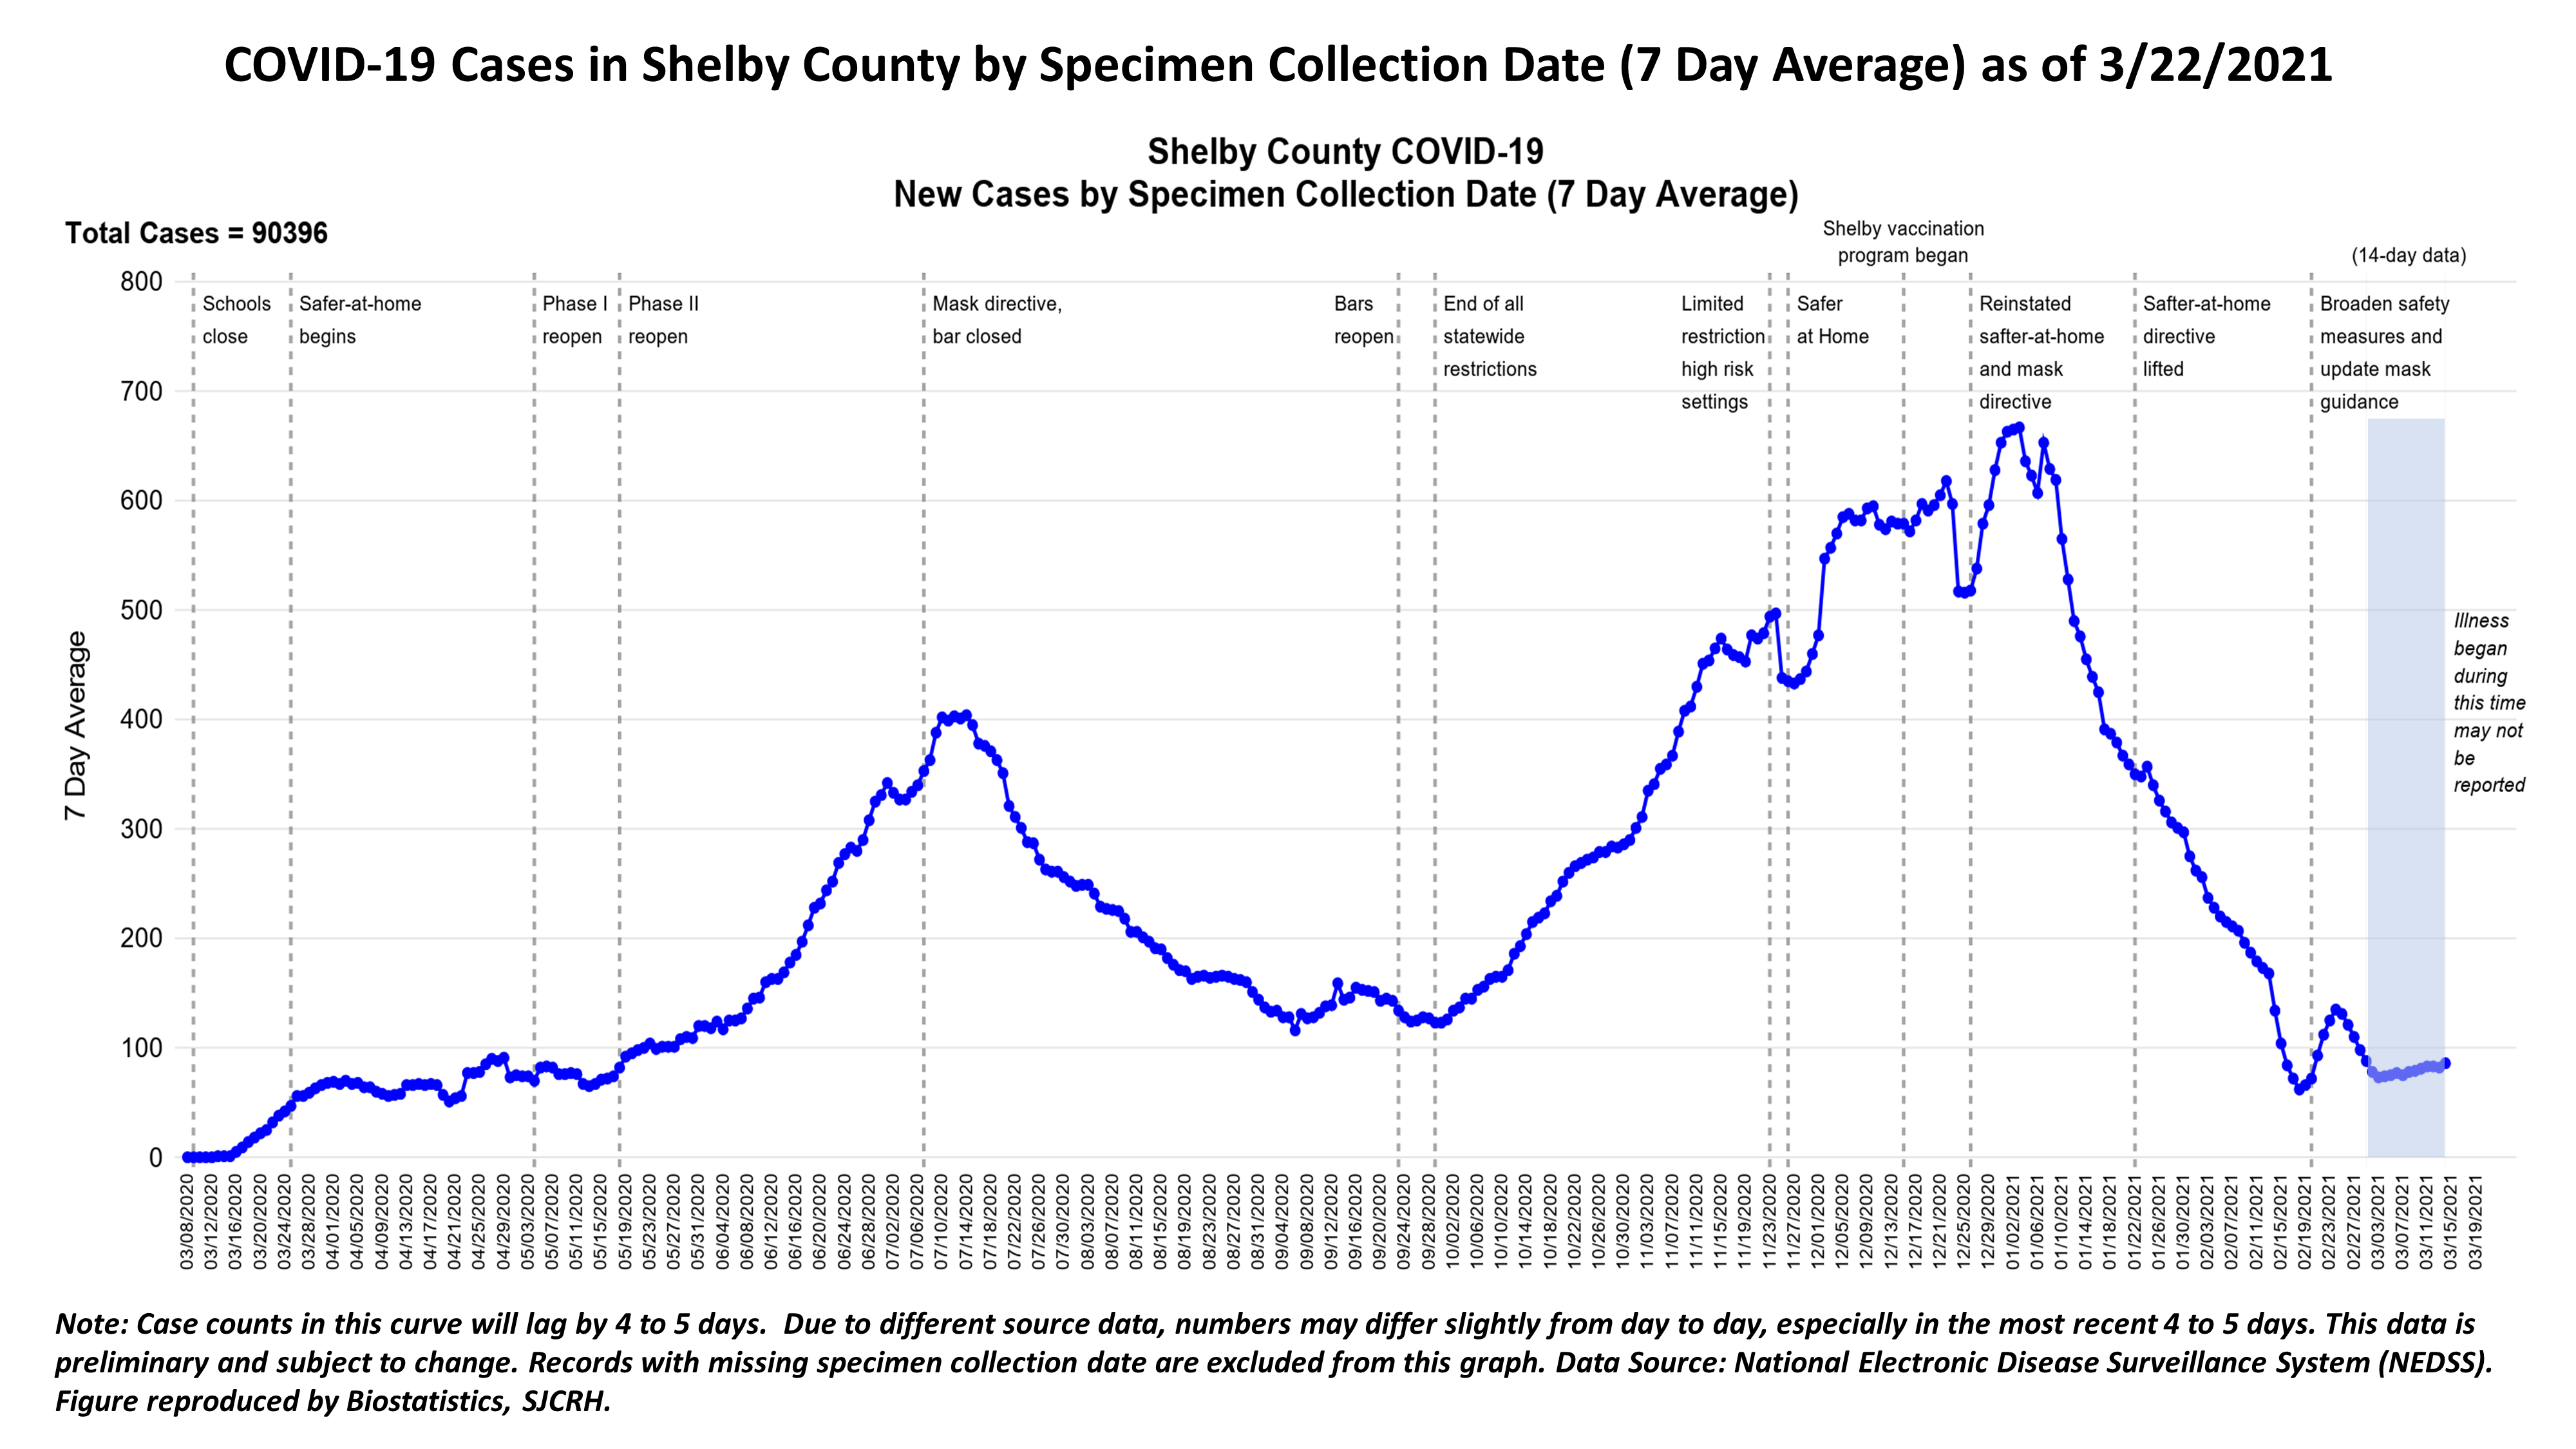 COVID-19 Cases in Shelby County by Specimen Collection Date (7 Day Average) as of 3/22/2021
Shelby County COVID-19
New Cases by Specimen Collection Date (7 Day Average)
Total Cases = 90396
Shelby vaccination
program began
(14-day data)
800
700
600
500
400
300
200
100
0
7 Day Average
Schools
close
Safer-at-home
begins
Phase I
reopen
Phase II
reopen
Mask directive,
bar closed
Bars
reopen
End of all
statewide
restrictions
Limited
restriction
high risk
settings
Safer
at Home
Reinstated
safter-at-home
and mask
directive
Safter-at-home
directive
lifted
Broaden safety
measures and
update mask
guidance
Illness
began
during
this time
may not
be
reported
03/08/2020
03/12/2020
03/16/2020
03/20/2020
03/24/2020
03/28/2020
04/01/2020
04/05/2020
04/09/2020
04/13/2020
04/17/2020
04/21/2020
04/25/2020
04/29/2020
05/03/2020
05/07/2020
05/11/2020
05/15/2020
05/19/2020
05/23/2020
05/27/2020
05/31/2020
06/04/2020
06/08/2020
06/12/2020
06/16/2020
06/20/2020
06/24/2020
06/28/2020
07/02/2020
07/06/2020
07/10/2020
07/14/2020
07/18/2020
07/22/2020
07/26/2020
07/30/2020
08/03/2020
08/07/2020
08/11/2020
08/15/2020
08/19/2020
08/23/2020
08/27/2020
08/31/2020
09/04/2020
09/08/2020
09/12/2020
09/16/2020
09/20/2020
09/24/2020
09/28/2020
10/02/2020
10/06/2020
10/10/2020
10/14/2020
10/18/2020
10/22/2020
10/26/2020
10/30/2020
11/03/2020
11/07/2020
11/11/2020
11/15/2020
11/19/2020
11/23/2020
11/27/2020
12/01/2020
12/05/2020
12/09/2020
12/13/2020
12/17/2020
12/21/2020
12/25/2020
12/29/2020
01/02/2021
01/06/2021
01/10/2021
01/14/2021
01/18/2021
01/22/2021
01/26/2021
01/30/2021
02/03/2021
02/07/2021
02/11/2021
02/15/2021
02/19/2021
02/23/2021
02/27/2021
03/03/2021
03/07/2021
03/11/2021
03/15/2021
03/19/2021
Note: Case counts in this curve will lag by 4 to 5 days.  Due to different source data, numbers may differ slightly from day to day, especially in the most recent 4 to 5 days. This data is
preliminary and subject to change. Records with missing specimen collection date are excluded from this graph. Data Source: National Electronic Disease Surveillance System (NEDSS).
Figure reproduced by Biostatistics, SJCRH.